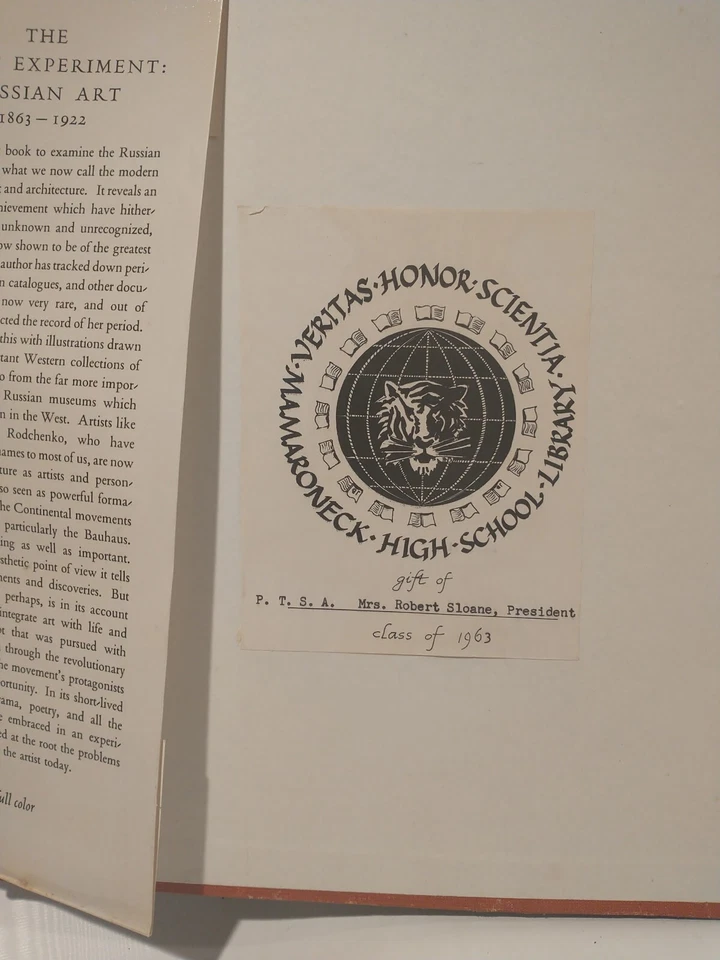 THE
EXPERIMENT:
SSIAN ART
1863 – 1922
book to examine the Russian
what we now call the modern
and architecture. It reveals an
hievement which have hither-
unknown and unrecognized,
ow shown to be of the greatest
author has tracked down peri-
n catalogues, and other docu-
now very rare, and out of
cted the record of her period.
this with illustrations drawn
tant Western collections of
o from the far more impor-
Russian museums which
n in the West. Artists like
Rodchenko, who have
names to most of us, are now
ture as artists and person-
so seen as powerful forma-
he Continental movements
particularly the Bauhaus.
ing as well as important.
sthetic point of view it tells
ments and discoveries. But
perhaps, is in its account
integrate art with life and
ot that was pursued with
through the revolutionary
he movement's protagonists
ortunity. In its short-lived
ama, poetry, and all the
e embraced in an experi-
ed at the root the problems
the artist today.
full color
MAMARONECK·HIGH·SCHOOL·LIBRARY·
VERITAS·HONOR·SCIENTIA·
gift of
P. T. S. A. Mrs. Robert Sloane, President
class of 1963